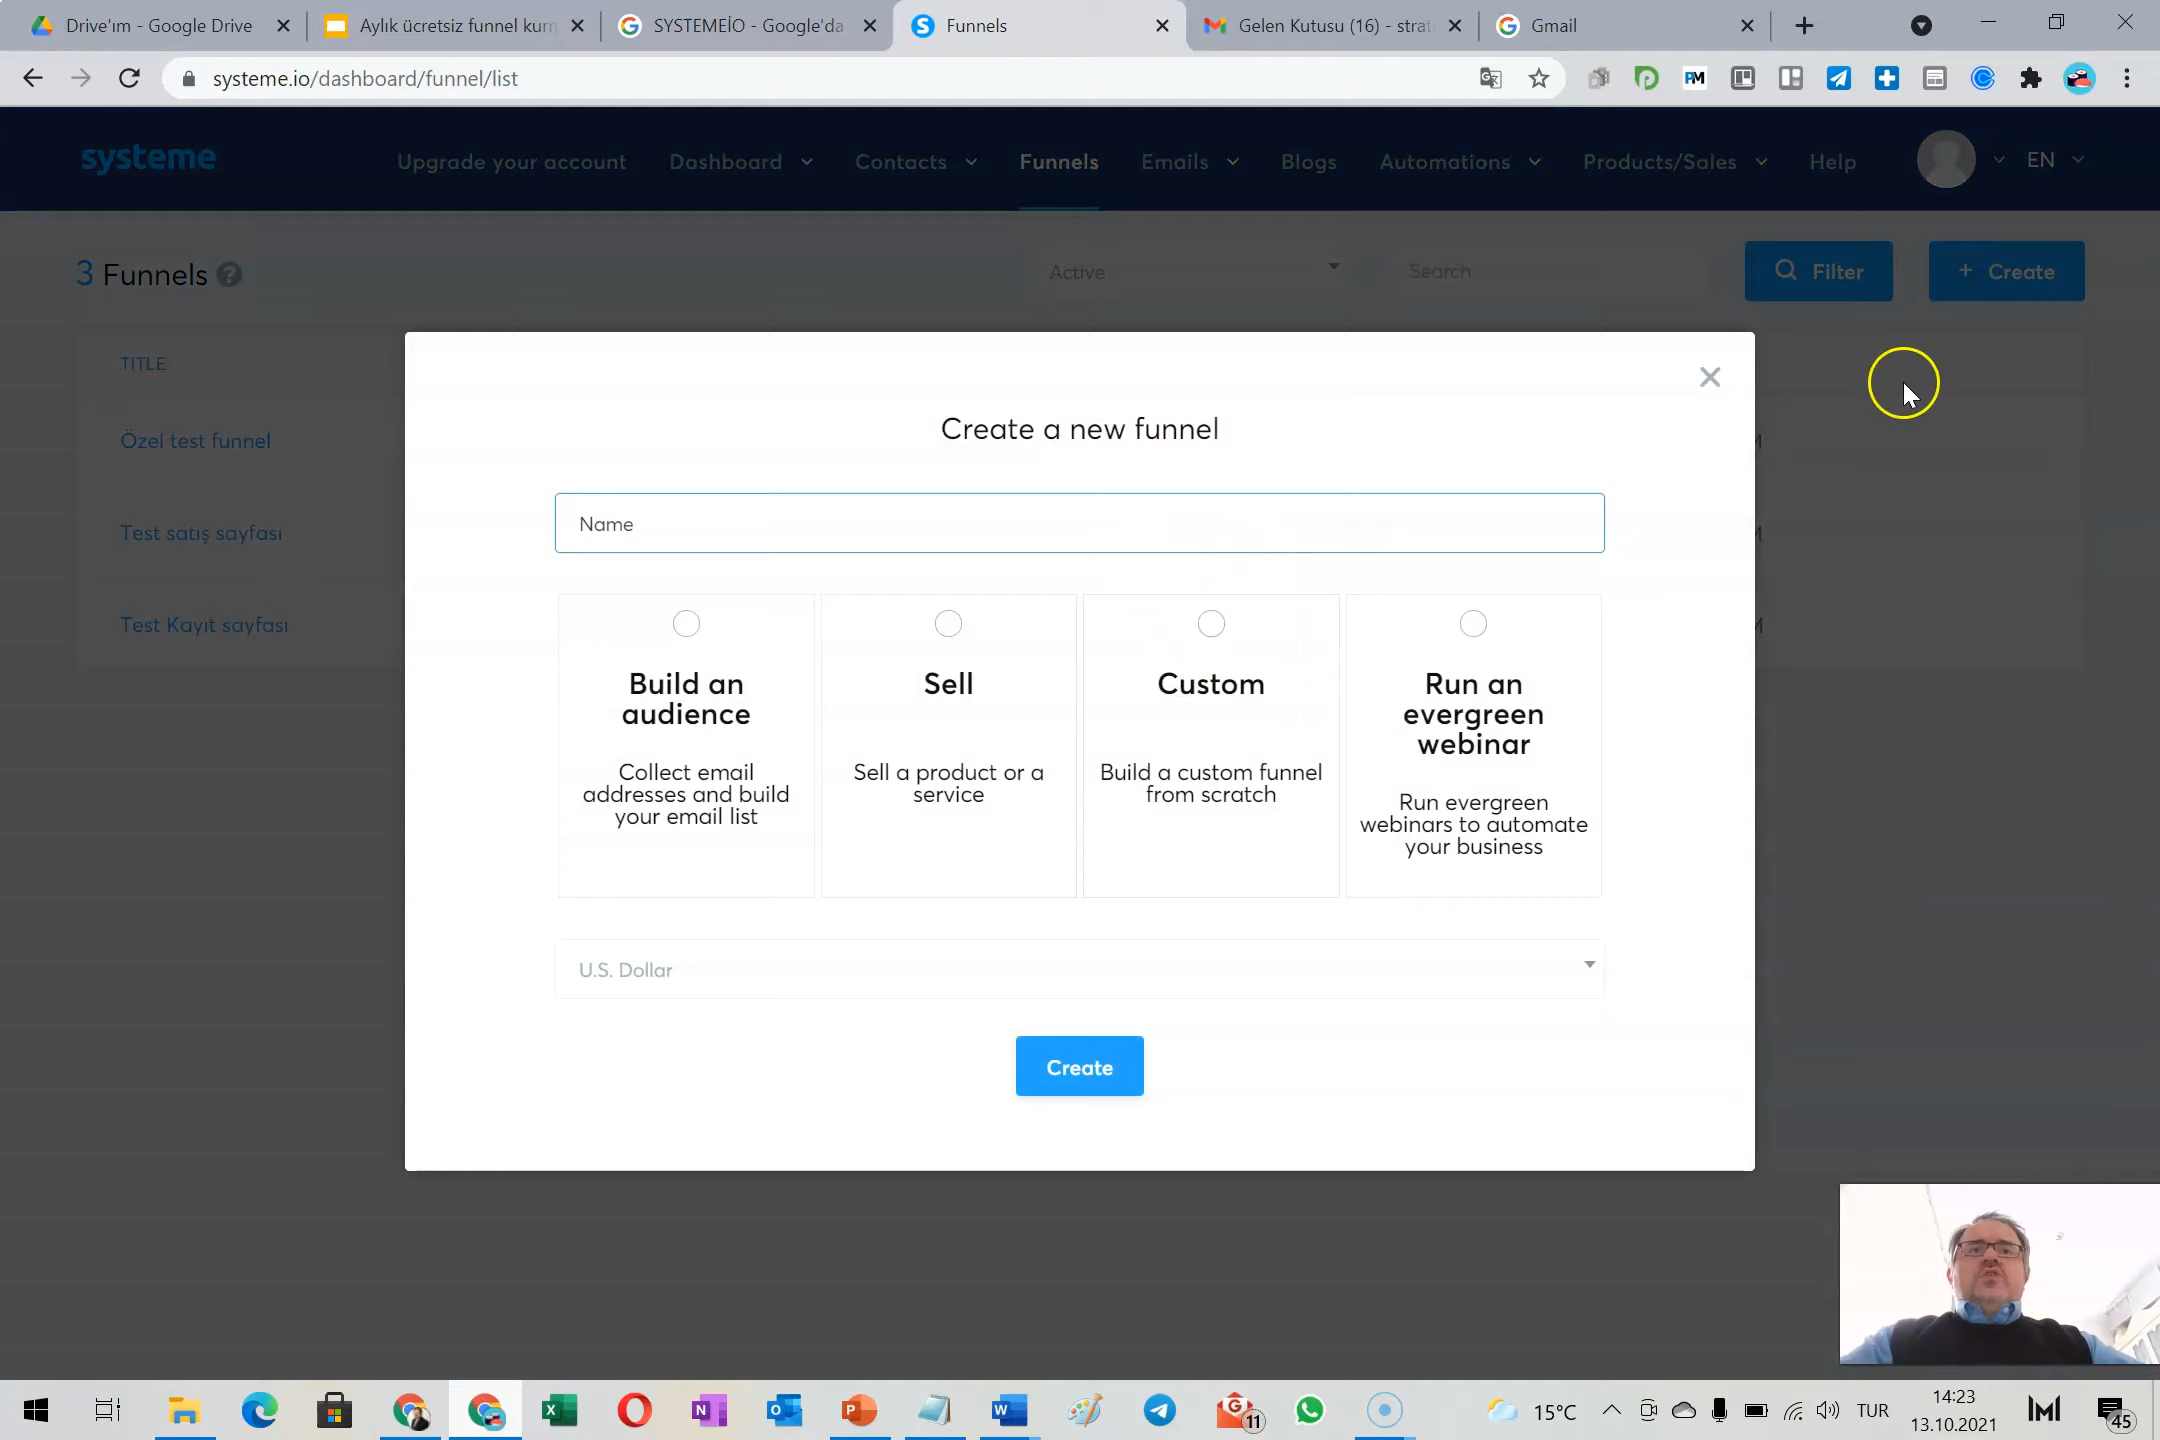 Drive'ım - Google Drive
Aylık ücretsiz funnel kurm
SYSTEMEİO - Google'da
Funnels
Gelen Kutusu (16) - strate
Gmail
systeme.io/dashboard/funnel/list
systeme
Upgrade your account
Dashboard
Contacts
Funnels
Emails
Blogs
Automations
Products/Sales
Help
EN
3 Funnels ?
Active
Search
Filter
+ Create
TITLE
Özel test funnel
Test satış sayfası
Test Kayıt sayfası
Create a new funnel
Name
Build an
audience
Collect email
addresses and build
your email list
Sell
Sell a product or a
service
Custom
Build a custom funnel
from scratch
Run an
evergreen
webinar
Run evergreen
webinars to automate
your business
U.S. Dollar
Create
11
15°C
TUR
14:23
13.10.2021
45